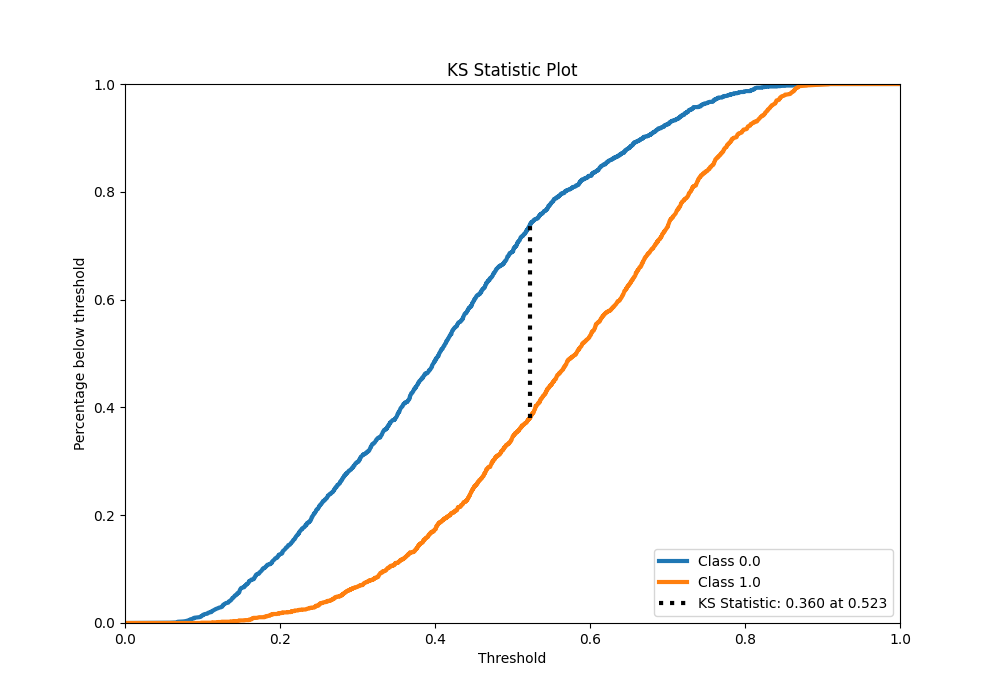 KS Statistic Plot
1.0
0.8
0.6
0.4
0.2
0.0
Percentage below threshold
0.0 0.2 0.4 0.6 0.8 1.0
Threshold
Class 0.0
Class 1.0
KS Statistic: 0.360 at 0.523